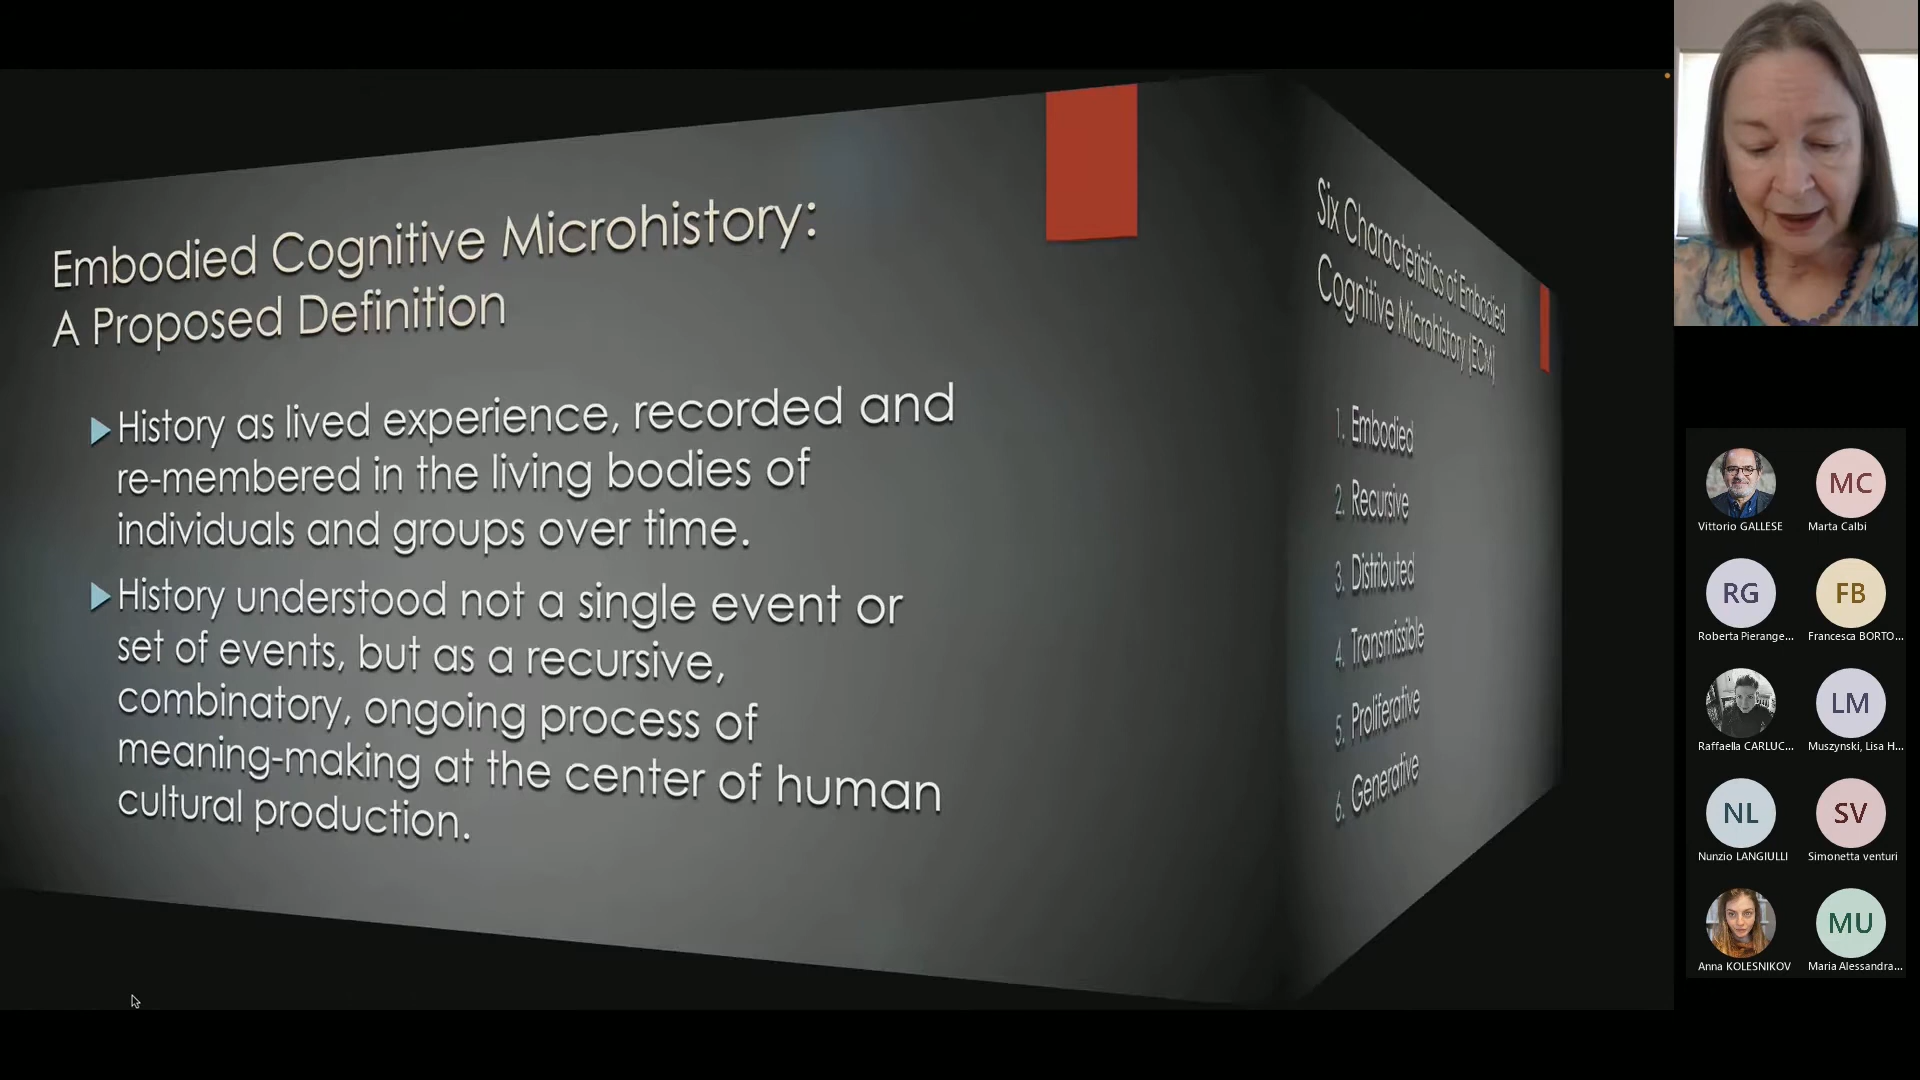 Embodied Cognitive Microhistory:
A Proposed Definition
History as lived experience, recorded and
re-membered in the living bodies of
individuals and groups over time.
History understood not a single event or
set of events, but as a recursive,
combinatory, ongoing process of
meaning-making at the center of human
cultural production.
Six Characteristics of Embodied
Cognitive Microhistory (ECM)
1. Embodied
2. Recursive
3. Distributed
4. Transmissible
5. Proliferative
6. Generative
Vittorio GALLESE
MC
Marta Calbi
RG
Roberta Pierange...
FB
Francesca BORTO...
Raffaella CARLUC...
LM
Muszynski, Lisa H...
NL
Nunzio LANGIULLI
SV
Simonetta venturi
Anna KOLESNIKOV
MU
Maria Alessandra...